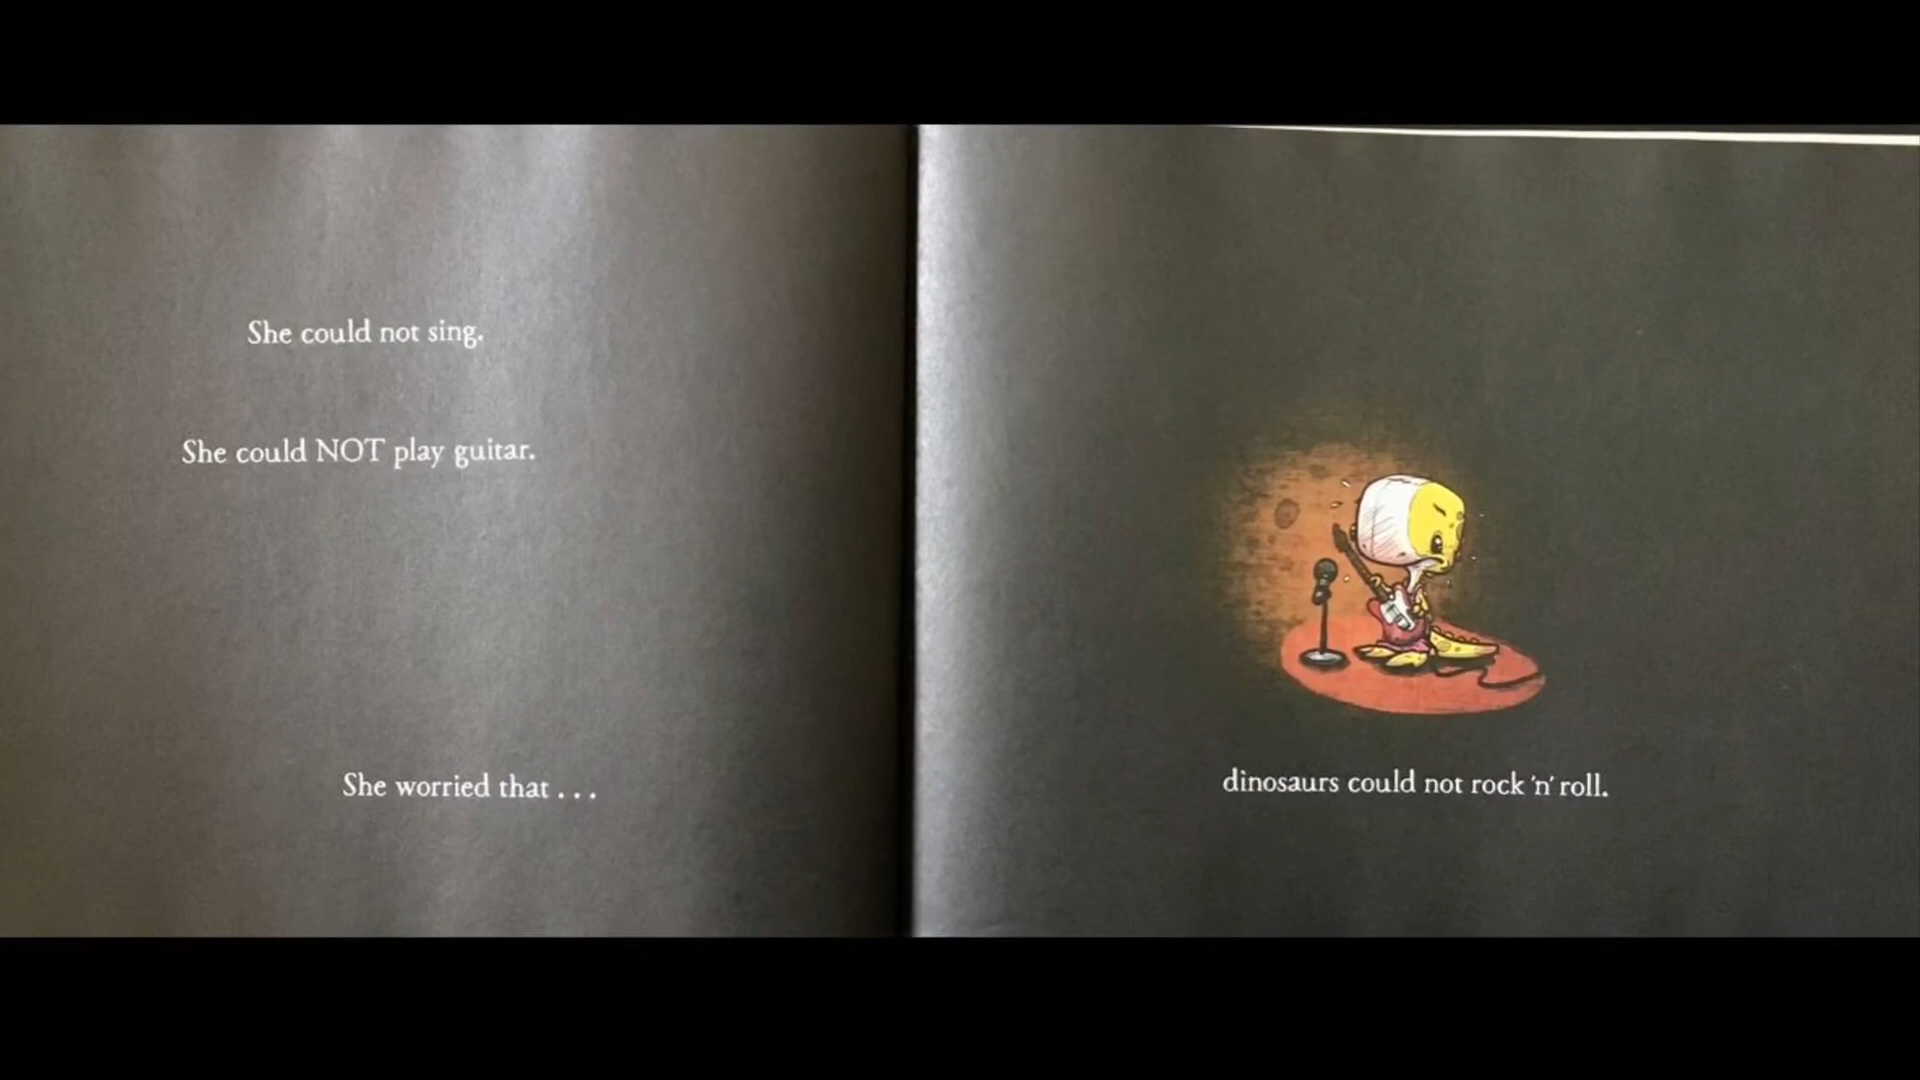 She could not sing.
She could NOT play guitar.
She worried that . . .
dinosaurs could not rock 'n' roll.